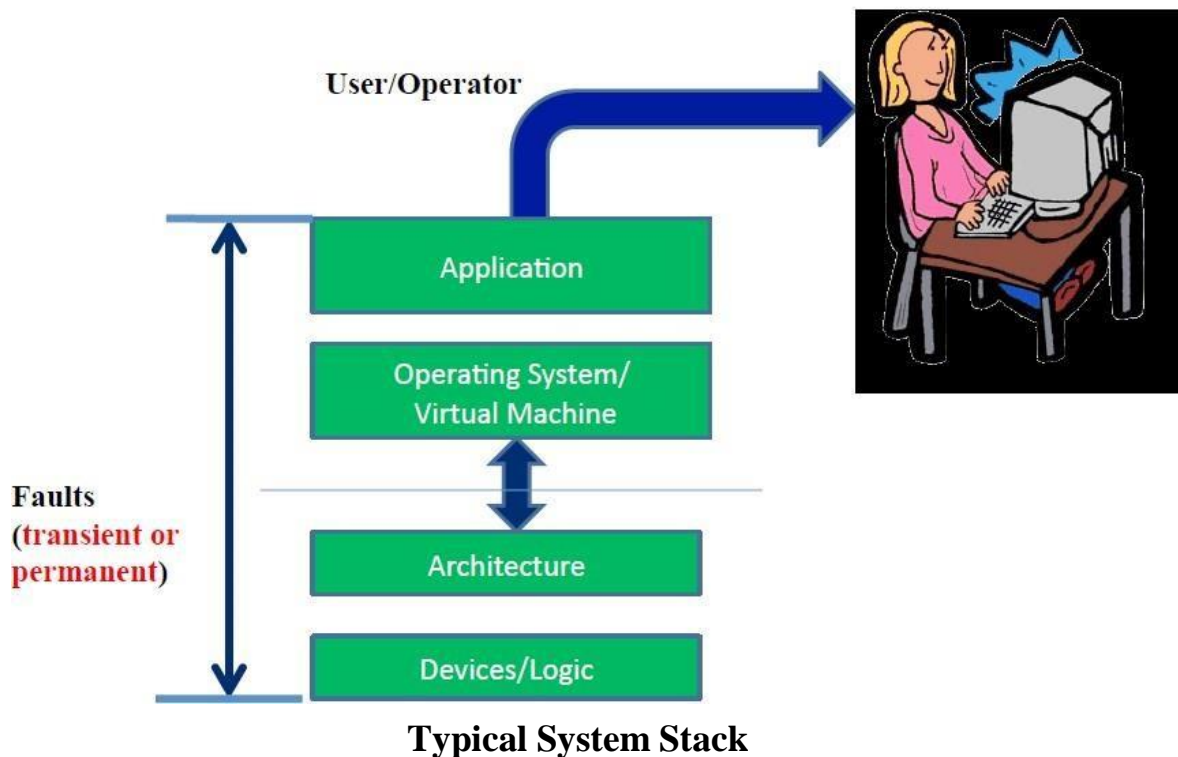 User/Operator
Application
Operating System/
Virtual Machine
Faults
(transient or
permanent)
Architecture
Devices/Logic
Typical System Stack